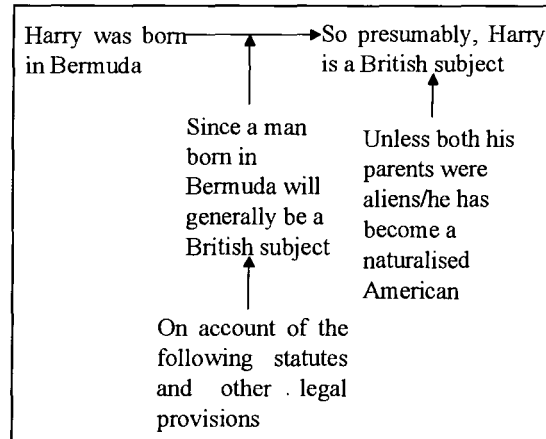 Harry was born
in Bermuda
So presumably, Harry
is a British subject
Since a man
born in
Bermuda will
generally be a
British subject
Unless both his
parents were
aliens/he has
become a
naturalised
American
On account of the
following statutes
and other legal
provisions